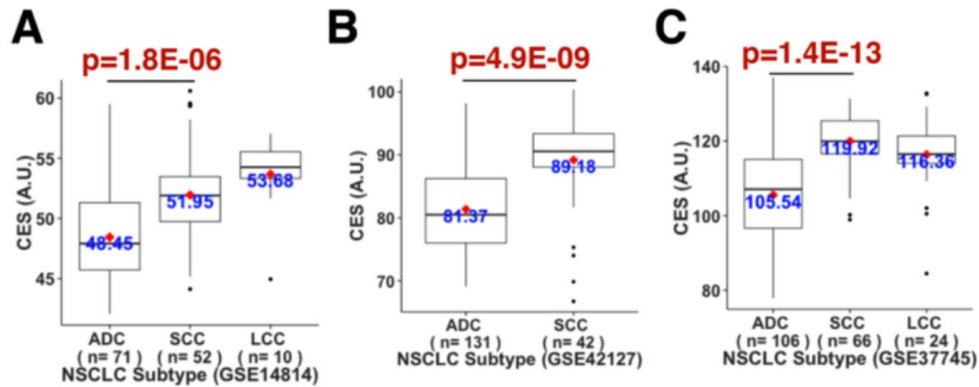 A
p=1.8E-06
CES (A.U.)
60
55
50
45
48.45
51.95
53.68
ADC
SCC
LCC
( n= 71)
( n= 52)
( n= 10)
NSCLC Subtype (GSE14814)
B
p=4.9E-09
CES (A.U.)
100
90
80
70
81.37
89.18
ADC
SCC
( n= 131)
( n= 42)
NSCLC Subtype (GSE42127)
C
p=1.4E-13
CES (A.U.)
140
120
100
80
105.54
119.92
116.36
ADC
SCC
LCC
( n= 106)
( n= 66)
( n= 24)
NSCLC Subtype (GSE37745)